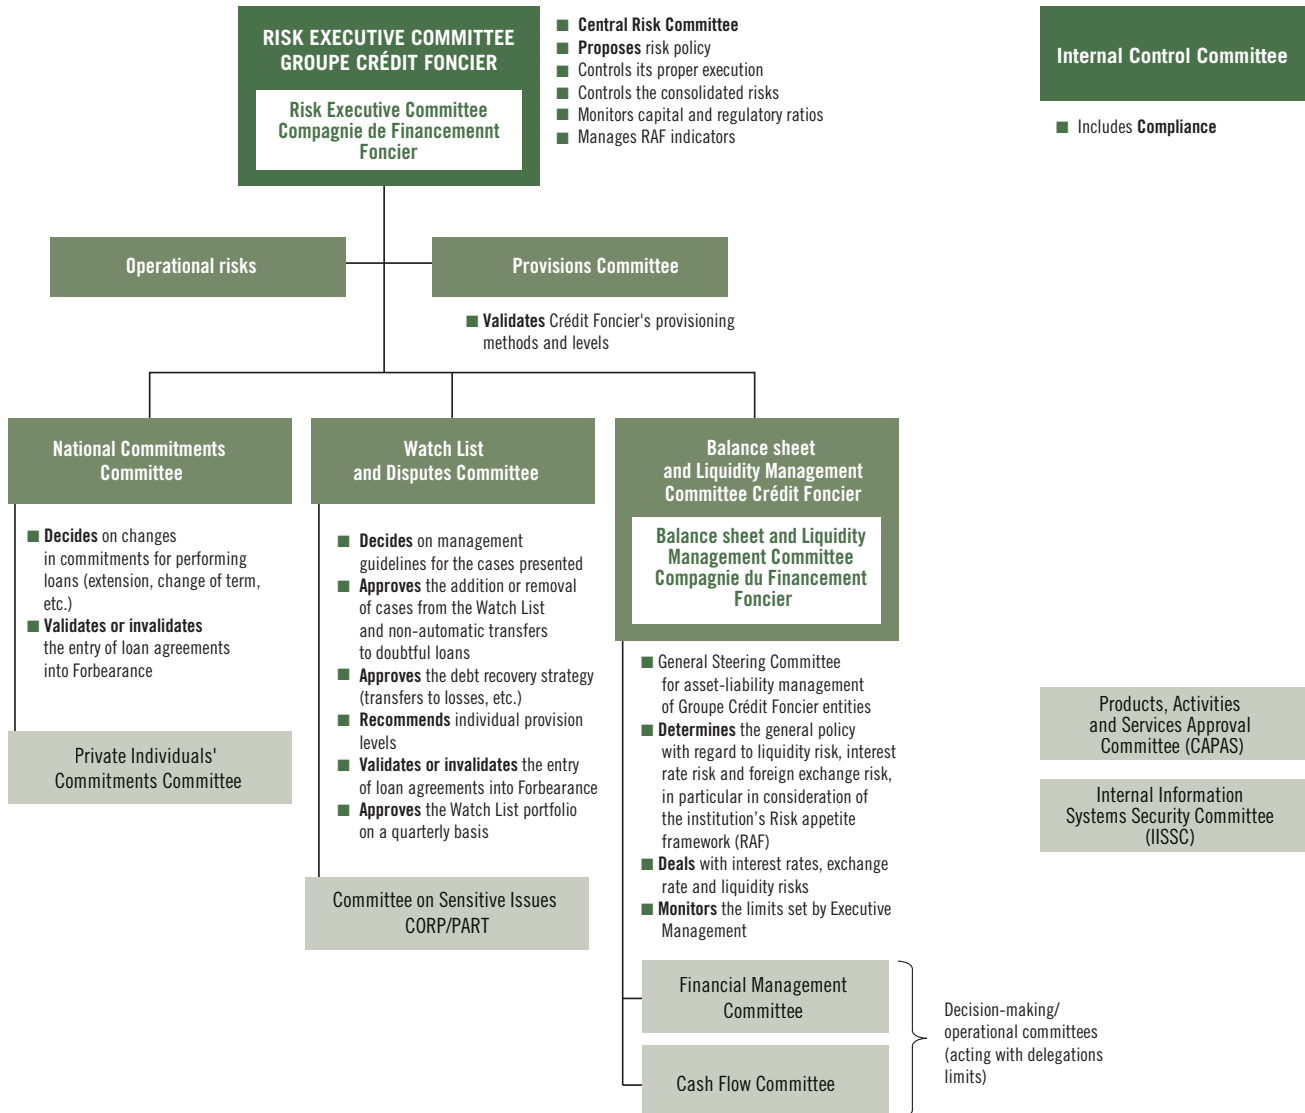 RISK EXECUTIVE COMMITTEE
GROUPE CRÉDIT FONCIER
Risk Executive Committee
Compagnie de Financemennt
Foncier
■ Central Risk Committee
■ Proposes risk policy
■ Controls its proper execution
■ Controls the consolidated risks
■ Monitors capital and regulatory ratios
■ Manages RAF indicators
Internal Control Committee
■ Includes Compliance
Operational risks
Provisions Committee
■ Validates Crédit Foncier's provisioning
methods and levels
National Commitments
Committee
■ Decides on changes
in commitments for performing
loans (extension, change of term,
etc.)
■ Validates or invalidates
the entry of loan agreements
into Forbearance
Private Individuals'
Commitments Committee
Watch List
and Disputes Committee
■ Decides on management
guidelines for the cases presented
■ Approves the addition or removal
of cases from the Watch List
and non-automatic transfers
to doubtful loans
■ Approves the debt recovery strategy
(transfers to losses, etc.)
■ Recommends individual provision
levels
■ Validates or invalidates the entry
of loan agreements into Forbearance
■ Approves the Watch List portfolio
on a quarterly basis
Committee on Sensitive Issues
CORP/PART
Balance sheet
and Liquidity Management
Committee Crédit Foncier
Balance sheet and Liquidity
Management Committee
Compagnie du Financement
Foncier
■ General Steering Committee
for asset-liability management
of Groupe Crédit Foncier entities
■ Determines the general policy
with regard to liquidity risk, interest
rate risk and foreign exchange risk,
in particular in consideration of
the institution's Risk appetite
framework (RAF)
■ Deals with interest rates, exchange
rate and liquidity risks
■ Monitors the limits set by Executive
Management
Financial Management
Committee
Cash Flow Committee
Decision-making/
operational committees
(acting with delegations
limits)
Products, Activities
and Services Approval
Committee (CAPAS)
Internal Information
Systems Security Committee
(IISSC)